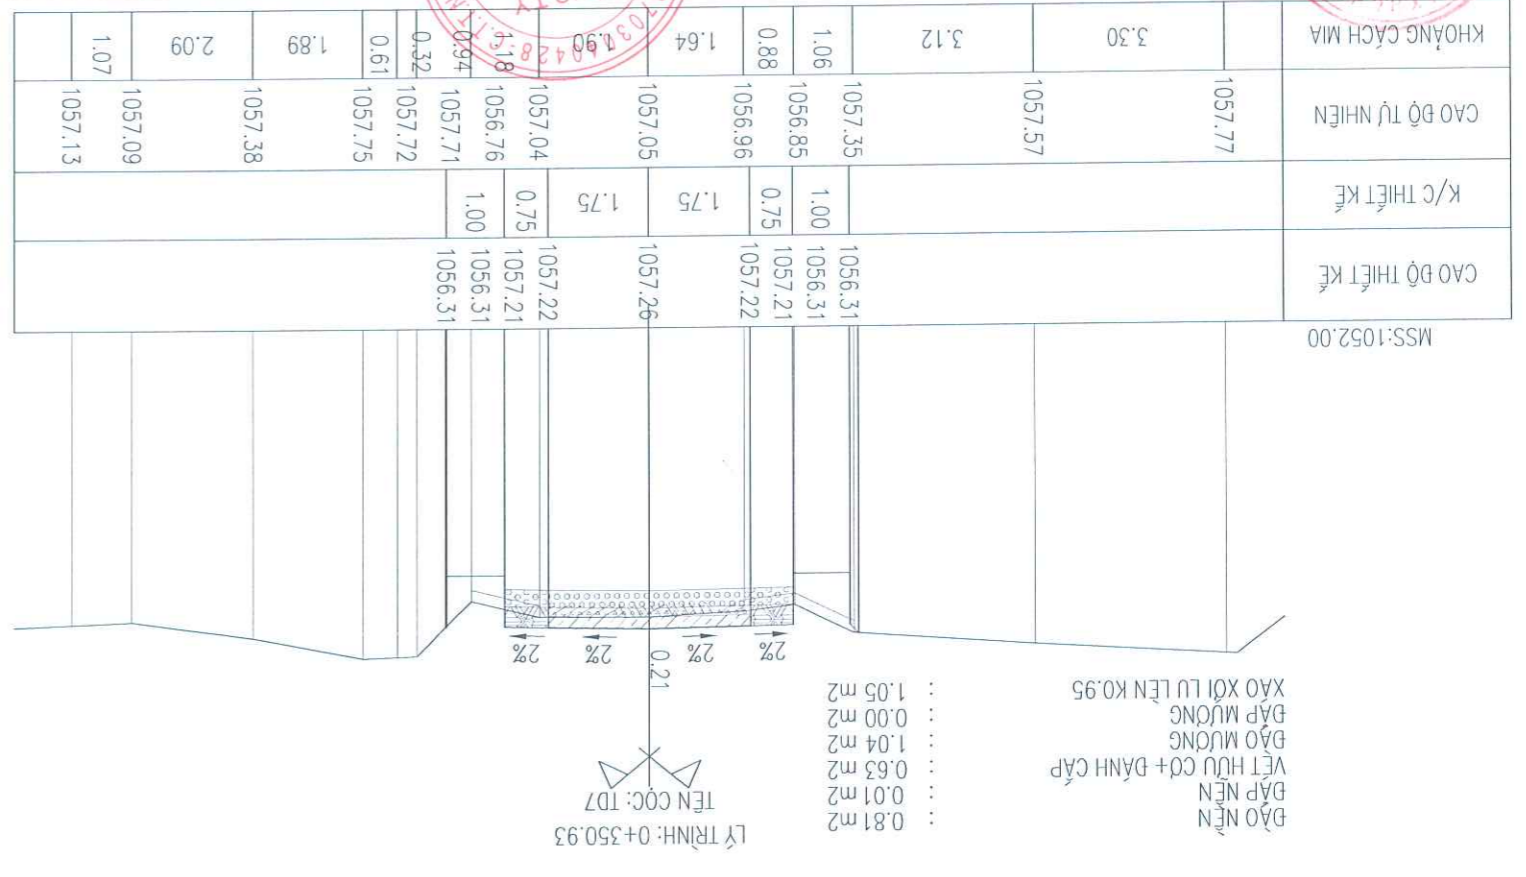 LÝ TRÌNH: 0+350.93
TÊN CỌC: TD7
ĐÀO NỀN : 0.81 m2
ĐẮP NỀN : 0.01 m2
VÉT HỮU CƠ+ ĐÁNH CẤP : 0.63 m2
ĐÀO MƯƠNG : 1.04 m2
ĐẮP MƯƠNG : 0.00 m2
XÁO XỚI LU LÈN K0.95 : 1.05 m2
0.21
2% 2% 2% 2%
MSS:1052.00
CAO ĐỘ THIẾT KẾ 1056.31 1056.31 1057.21 1057.22 1057.26 1057.22 1057.21 1056.31 1056.31
K/C THIẾT KẾ 1.00 0.75 1.75 1.75 0.75 1.00
CAO ĐỘ TỰ NHIÊN 1057.77 1057.57 1057.35 1056.85 1056.96 1057.05 1057.04 1056.76 1057.71 1057.72 1057.75 1057.38 1057.09 1057.13
KHOẢNG CÁCH MIA 3.30 3.12 1.06 0.88 1.64 1.90 1.18 0.94 0.32 0.61 1.89 2.09 1.07
TY